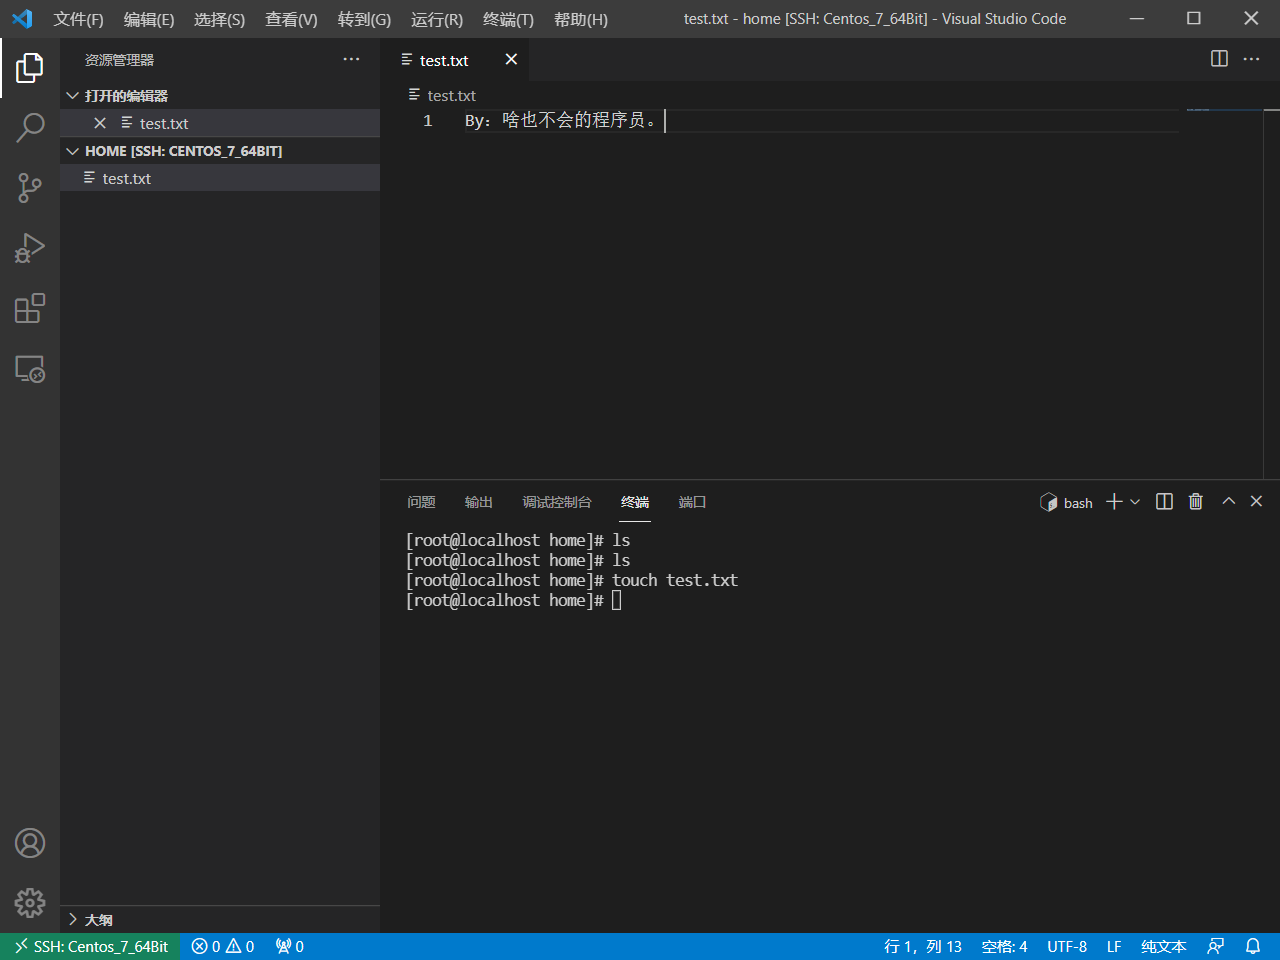 文件(F) 编辑(E) 选择(S) 查看(V) 转到(G) 运行(R) 终端(T) 帮助(H) test.txt - home [SSH: Centos_7_64Bit] - Visual Studio Code
资源管理器
打开的编辑器
test.txt
HOME [SSH: CENTOS_7_64BIT]
test.txt
大纲
test.txt
test.txt
1 By：啥也不会的程序员。
问题 输出 调试控制台 终端 端口 bash
[root@localhost home]# ls
[root@localhost home]# ls
[root@localhost home]# touch test.txt
[root@localhost home]#
SSH: Centos_7_64Bit 0 0 0 行 1，列 13 空格: 4 UTF-8 LF 纯文本